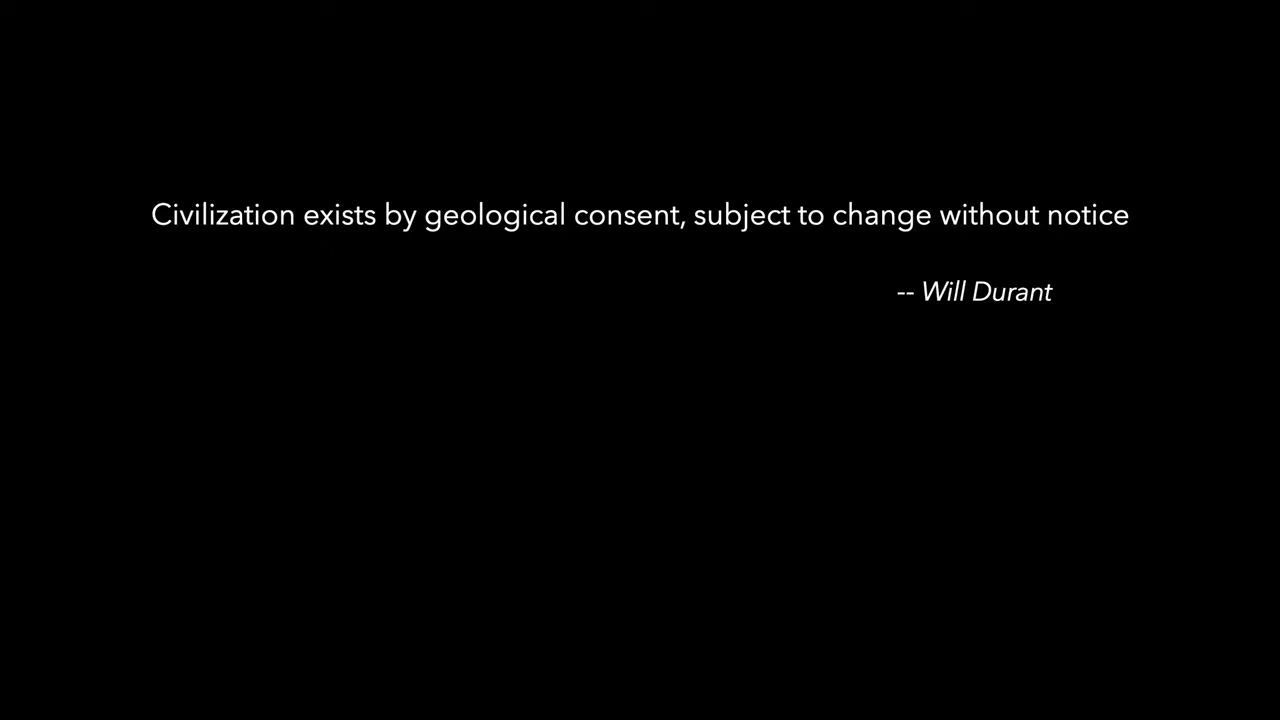 Civilization exists by geological consent, subject to change without notice
-- Will Durant